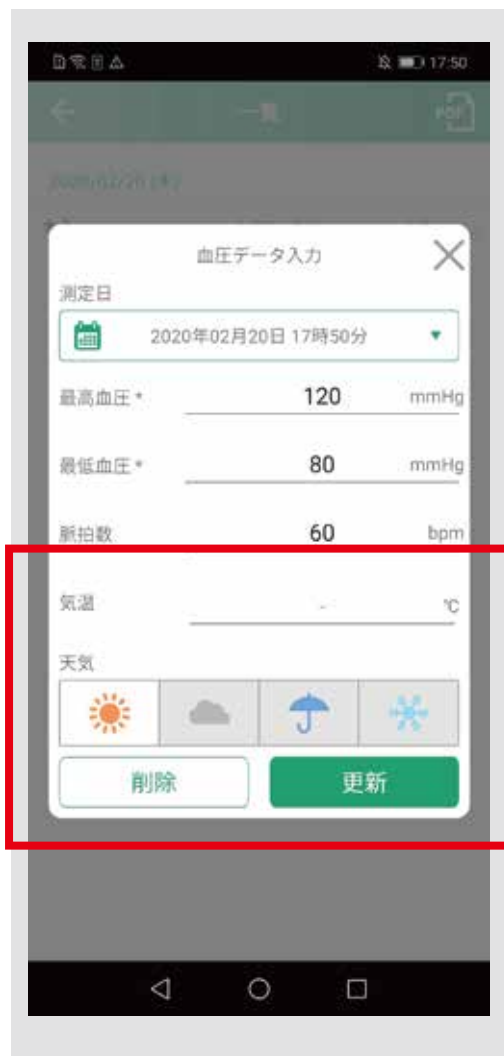 17:50
一覧
PDF
血圧データ入力
測定日
2020年02月20日 17時50分
最高血圧* 120 mmHg
最低血圧* 80 mmHg
脈拍数 60 bpm
気温 - ℃
天気
削除 更新